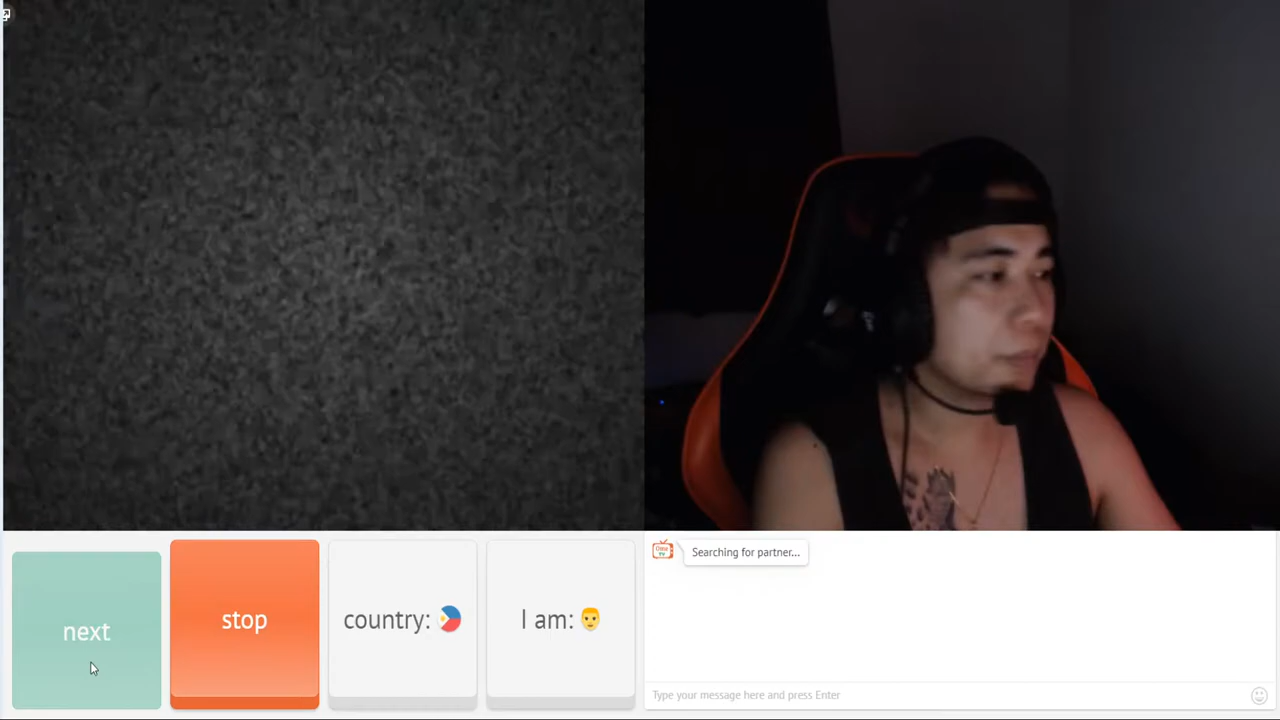 Searching for partner...
next
stop
country:
I am:
Type your message here and press Enter